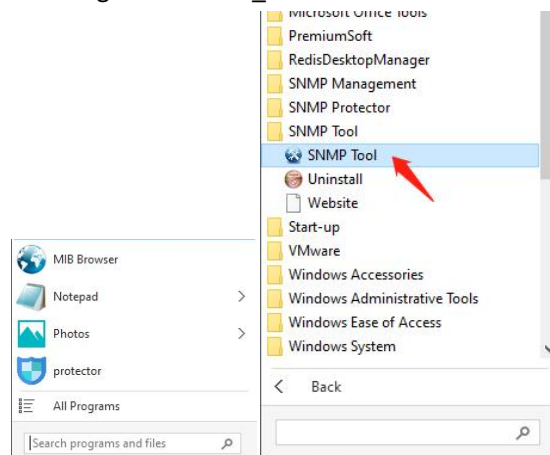 Microsoft Office Tools
PremiumSoft
RedisDesktopManager
SNMP Management
SNMP Protector
SNMP Tool
SNMP Tool
Uninstall
Website
Start-up
VMware
Windows Accessories
Windows Administrative Tools
Windows Ease of Access
Windows System
Back
MIB Browser
Notepad
Photos
protector
All Programs
Search programs and files